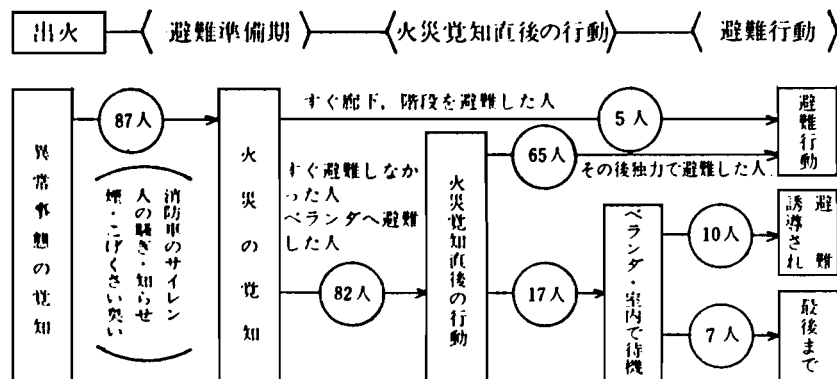 出火
避難準備期
火災覚知直後の行動
避難行動
異常事態の覚知
87人
消防車のサイレン
人の騒ぎ・知らせ
煙・こげくさい臭い
火災の覚知
すぐ廊下,階段を避難した人
5人
避難行動
すぐ避難しなか
った人
ベランダへ避難
した人
82人
火災覚知直後の行動
65人
その後独力で避難した人
17人
ベランダ・室内で待機
10人
避難
誘導され
7人
最後まで